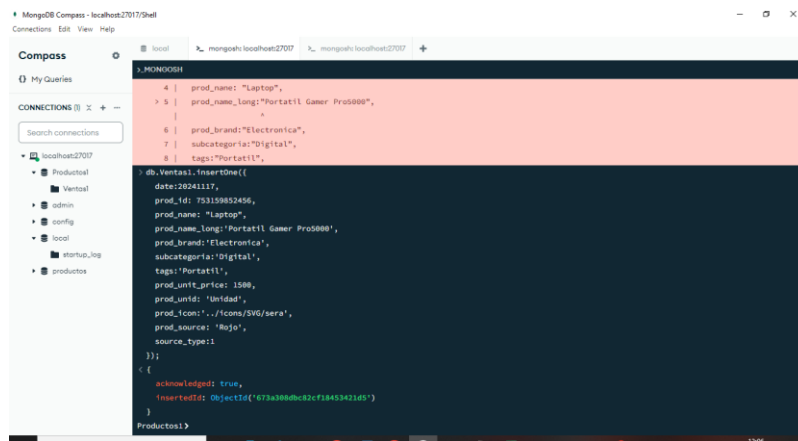 MongoDB Compass - localhost:27017/Shell
Connections Edit View Help
Compass
My Queries
CONNECTIONS (1)
Search connections
localhost:27017
Productos1
Ventas1
admin
config
local
startup_log
productos
local
>_ mongosh: localhost:27017
>_ mongosh: localhost:27017
>_MONGOSH
4 | prod_name: "Laptop",
> 5 | prod_name_long:"Portatil Gamer Pro5000",
| ^
6 | prod_brand:"Electronica",
7 | subcategoria:"Digital",
8 | tags:"Portatil",
> db.Ventas1.insertOne({
date:20241117,
prod_id: 753159852456,
prod_name: "Laptop",
prod_name_long:'Portatil Gamer Pro5000',
prod_brand:'Electronica',
subcategoria:'Digital',
tags:'Portatil',
prod_unit_price: 1500,
prod_unid: 'Unidad',
prod_icon:'../icons/SVG/sera',
prod_source: 'Rojo',
source_type:1
});
< {
acknowledged: true,
insertedId: ObjectId('673a308dbc82cf18453421d5')
}
Productos1>